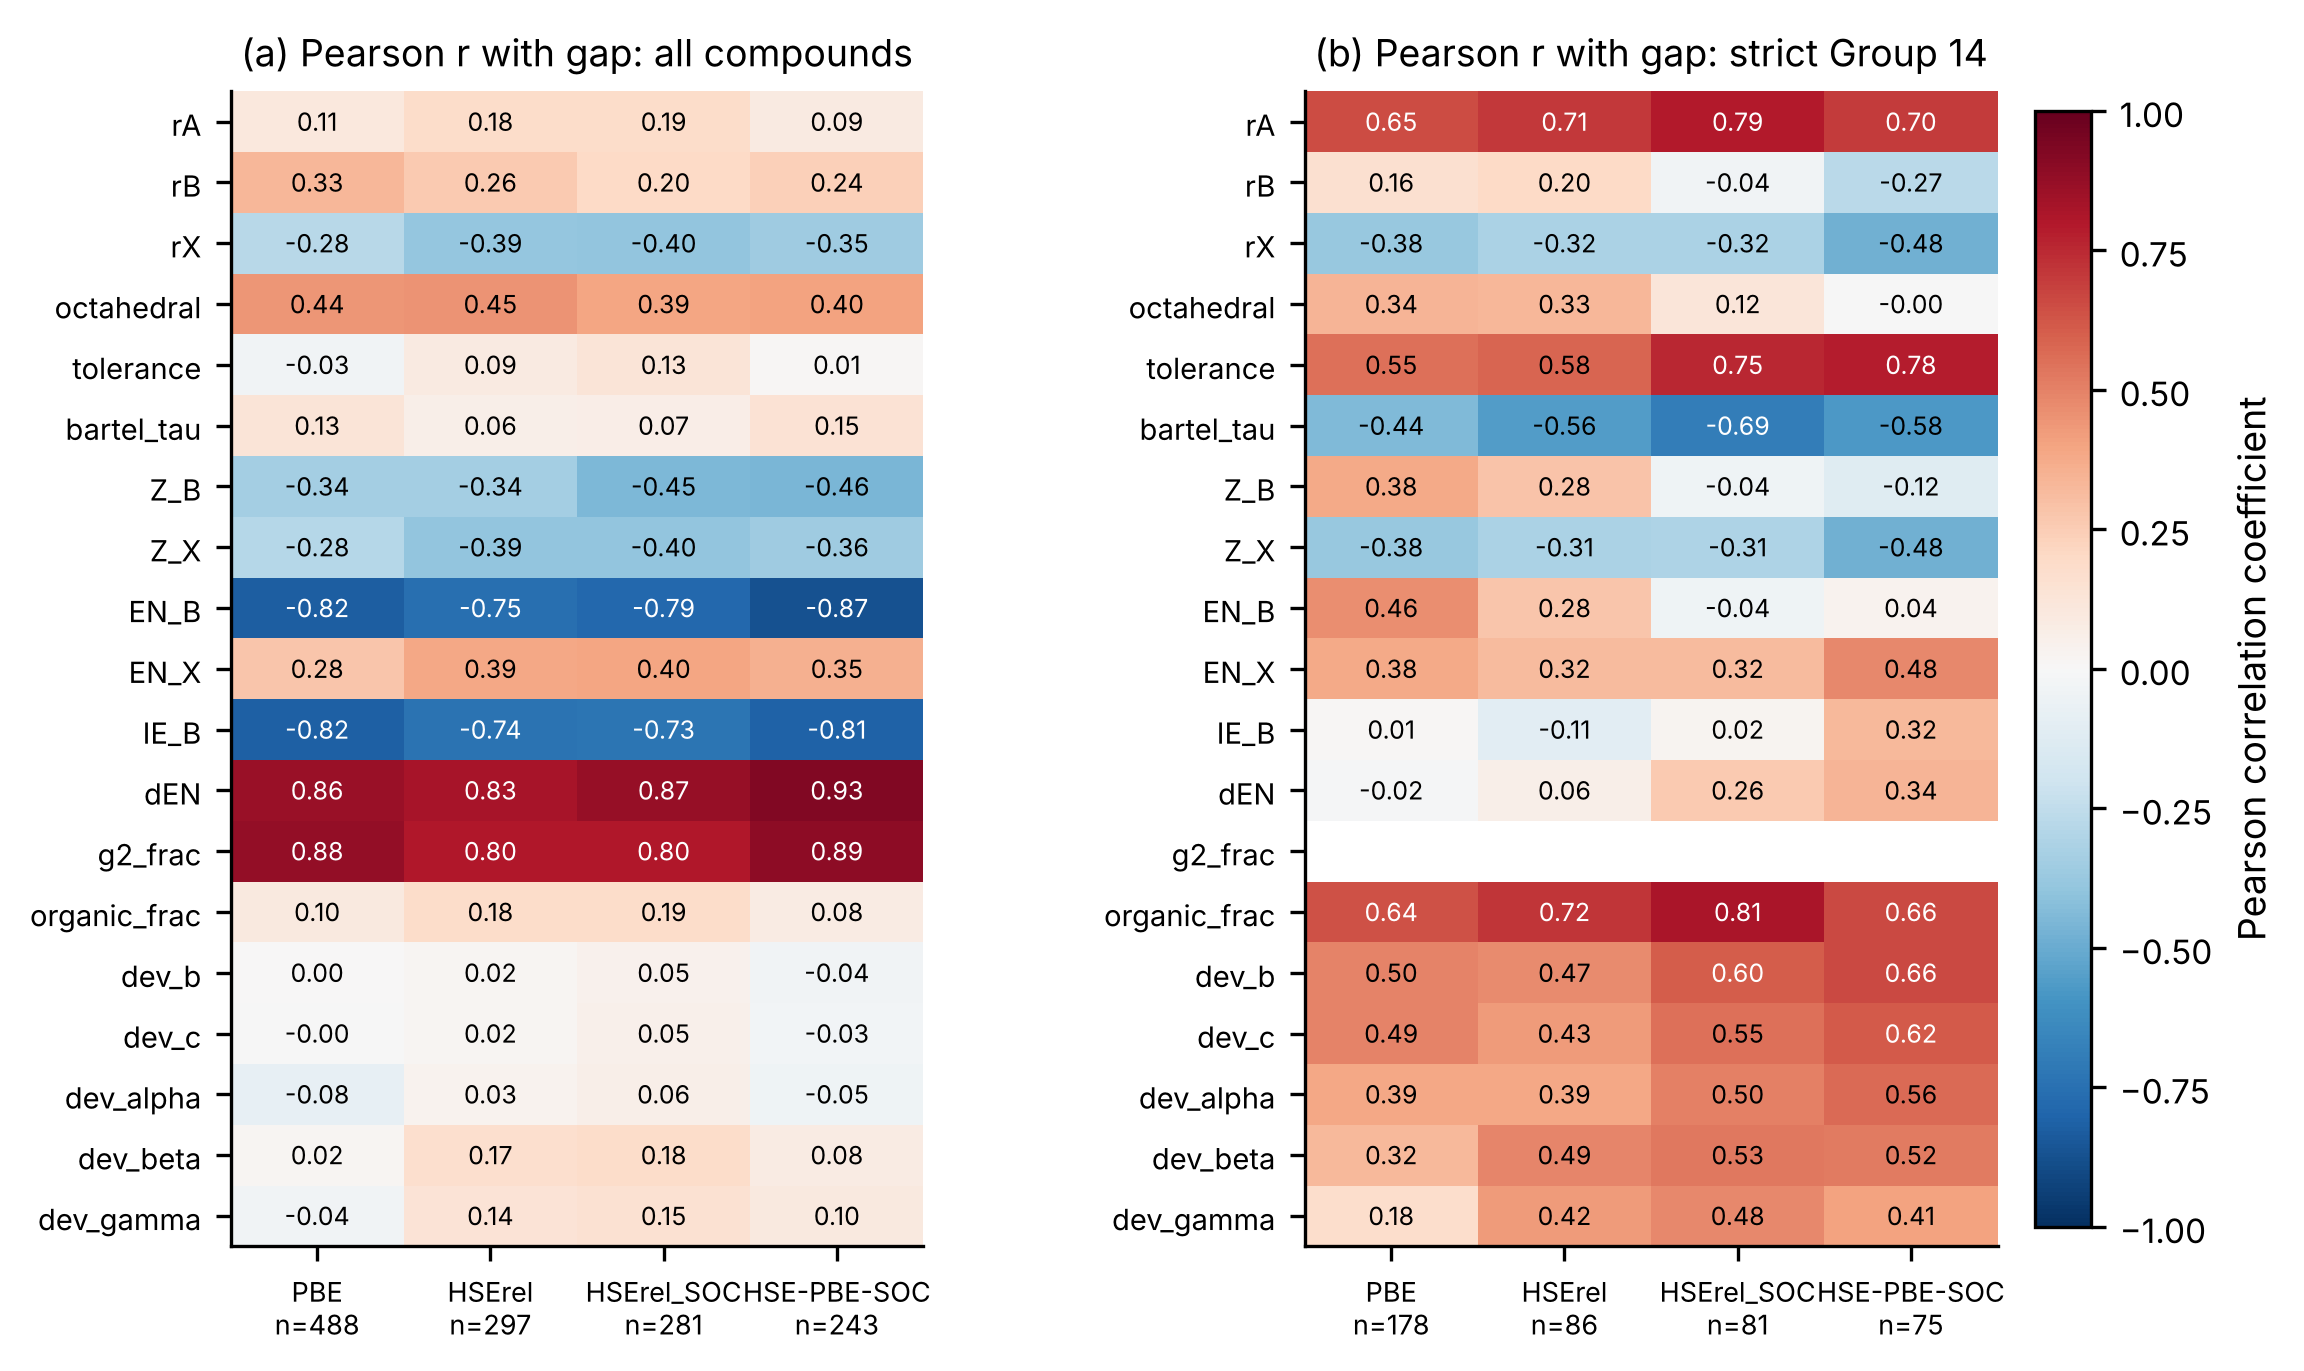 (a) Pearson r with gap: all compounds
rA 0.11 0.18 0.19 0.09
rB 0.33 0.26 0.20 0.24
rX -0.28 -0.39 -0.40 -0.35
octahedral 0.44 0.45 0.39 0.40
tolerance -0.03 0.09 0.13 0.01
bartel_tau 0.13 0.06 0.07 0.15
Z_B -0.34 -0.34 -0.45 -0.46
Z_X -0.28 -0.39 -0.40 -0.36
EN_B -0.82 -0.75 -0.79 -0.87
EN_X 0.28 0.39 0.40 0.35
IE_B -0.82 -0.74 -0.73 -0.81
dEN 0.86 0.83 0.87 0.93
g2_frac 0.88 0.80 0.80 0.89
organic_frac 0.10 0.18 0.19 0.08
dev_b 0.00 0.02 0.05 -0.04
dev_c -0.00 0.02 0.05 -0.03
dev_alpha -0.08 0.03 0.06 -0.05
dev_beta 0.02 0.17 0.18 0.08
dev_gamma -0.04 0.14 0.15 0.10
PBE HSErel HSErel_SOC HSE-PBE-SOC
n=488 n=297 n=281 n=243
(b) Pearson r with gap: strict Group 14
rA 0.65 0.71 0.79 0.70
rB 0.16 0.20 -0.04 -0.27
rX -0.38 -0.32 -0.32 -0.48
octahedral 0.34 0.33 0.12 -0.00
tolerance 0.55 0.58 0.75 0.78
bartel_tau -0.44 -0.56 -0.69 -0.58
Z_B 0.38 0.28 -0.04 -0.12
Z_X -0.38 -0.31 -0.31 -0.48
EN_B 0.46 0.28 -0.04 0.04
EN_X 0.38 0.32 0.32 0.48
IE_B 0.01 -0.11 0.02 0.32
dEN -0.02 0.06 0.26 0.34
g2_frac
organic_frac 0.64 0.72 0.81 0.66
dev_b 0.50 0.47 0.60 0.66
dev_c 0.49 0.43 0.55 0.62
dev_alpha 0.39 0.39 0.50 0.56
dev_beta 0.32 0.49 0.53 0.52
dev_gamma 0.18 0.42 0.48 0.41
PBE HSErel HSErel_SOC HSE-PBE-SOC
n=178 n=86 n=81 n=75
1.00
0.75
0.50
0.25
0.00
−0.25
−0.50
−0.75
−1.00
Pearson correlation coefficient